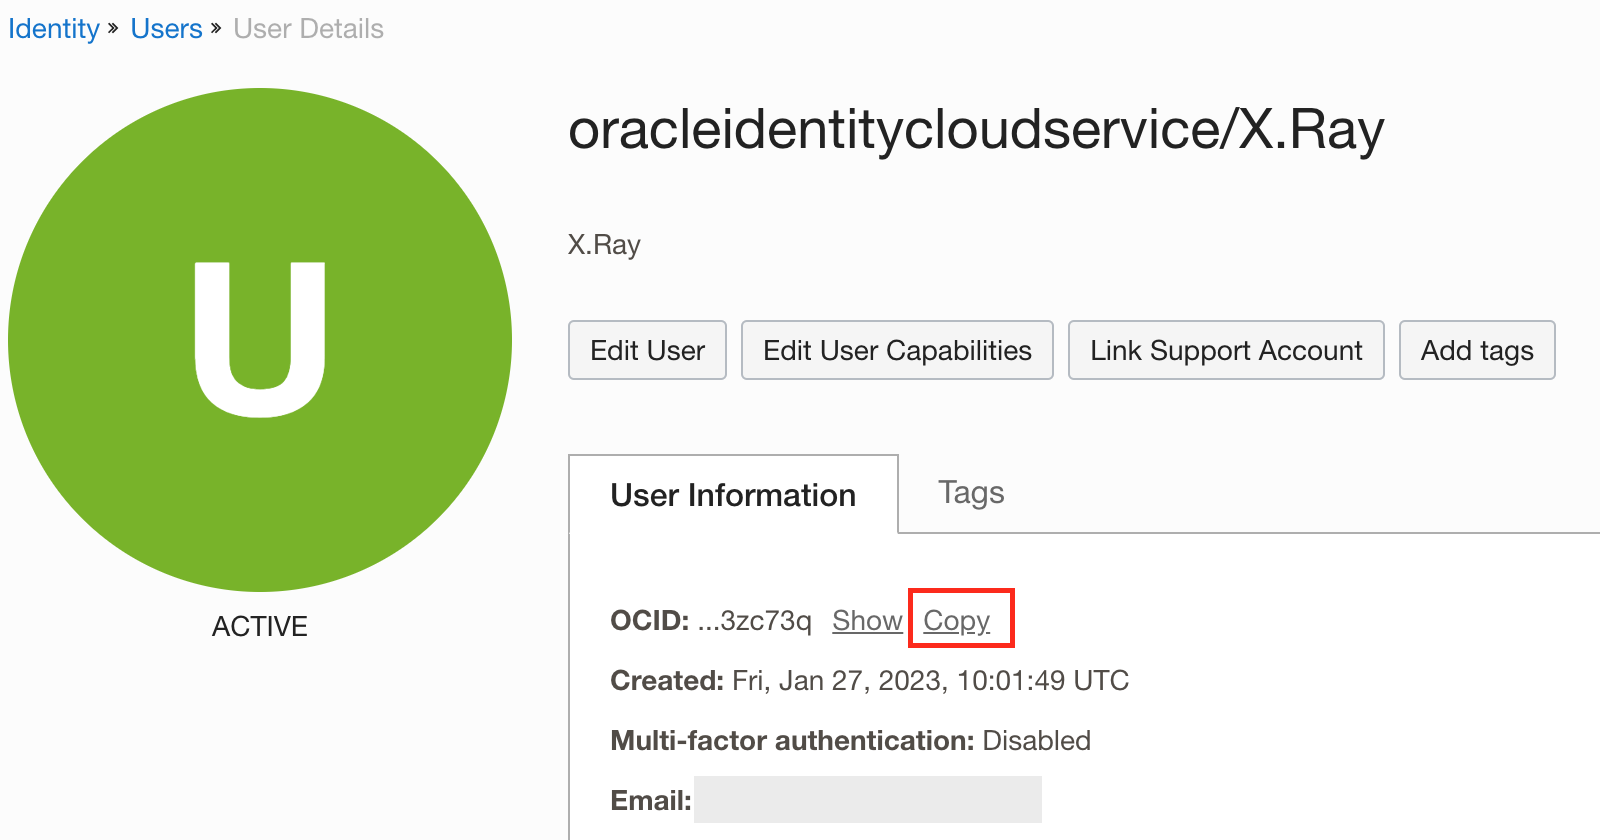 Identity » Users » User Details
U
ACTIVE
oracleidentitycloudservice/X.Ray
X.Ray
Edit User
Edit User Capabilities
Link Support Account
Add tags
User Information
Tags
OCID: ...3zc73q Show Copy
Created: Fri, Jan 27, 2023, 10:01:49 UTC
Multi-factor authentication: Disabled
Email: